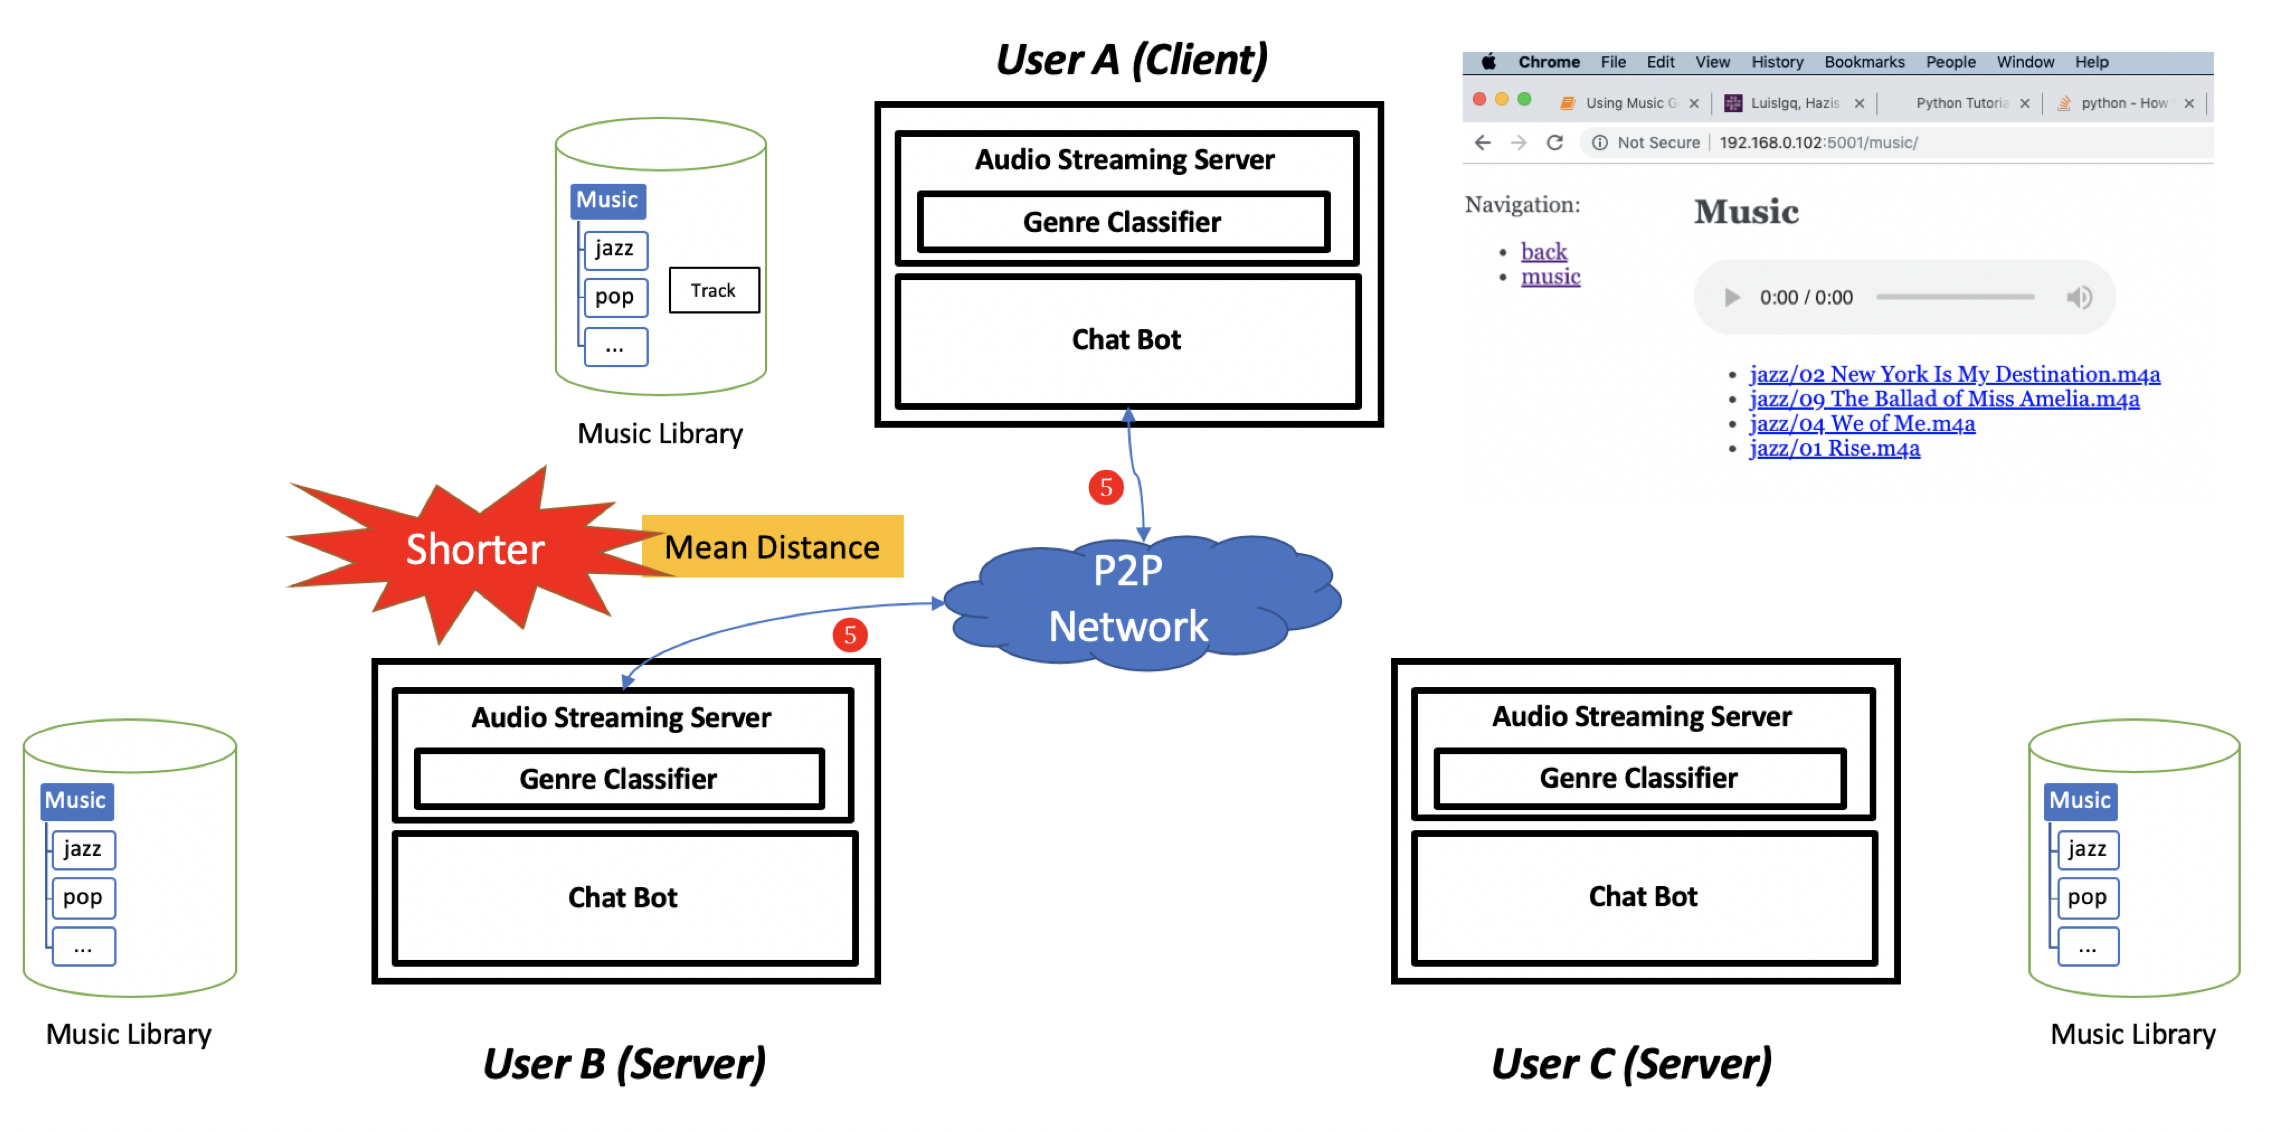 User A (Client)
Audio Streaming Server
Genre Classifier
Chat Bot
Music
jazz
pop
...
Track
Music Library
Chrome File Edit View History Bookmarks People Window Help
Using Music G
LuisIgq, Hazis
Python Tutoria
python - How
Not Secure 192.168.0.102:5001/music/
Navigation:
back
music
Music
0:00 / 0:00
jazz/02 New York Is My Destination.m4a
jazz/09 The Ballad of Miss Amelia.m4a
jazz/04 We of Me.m4a
jazz/01 Rise.m4a
5
Shorter
Mean Distance
P2P
Network
5
Audio Streaming Server
Genre Classifier
Chat Bot
Music
jazz
pop
...
Music Library
User B (Server)
Audio Streaming Server
Genre Classifier
Chat Bot
Music
jazz
pop
...
Music Library
User C (Server)